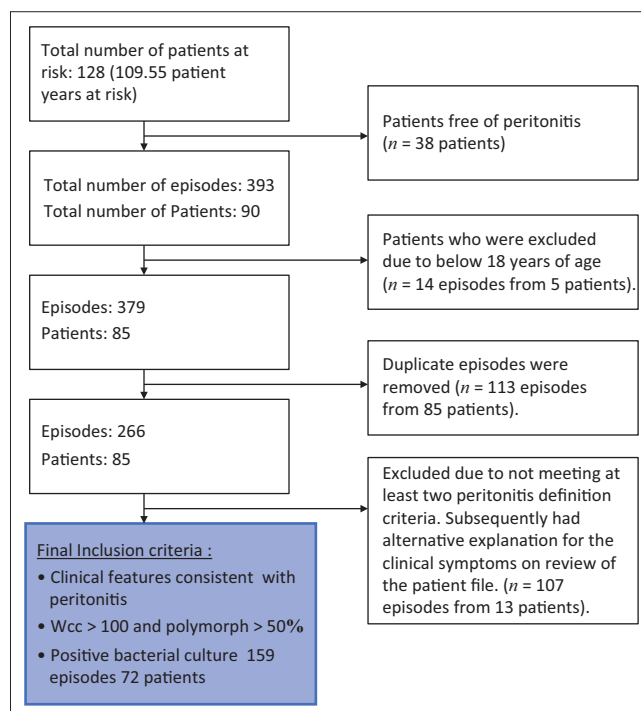 Total number of patients at
risk: 128 (109.55 patient
years at risk)
Patients free of peritonitis
(n = 38 patients)
Total number of episodes: 393
Total number of Patients: 90
Patients who were excluded
due to below 18 years of age
(n = 14 episodes from 5 patients).
Episodes: 379
Patients: 85
Duplicate episodes were
removed (n = 113 episodes
from 85 patients).
Episodes: 266
Patients: 85
Excluded due to not meeting at
least two peritonitis definition
criteria. Subsequently had
alternative explanation for the
clinical symptoms on review of
the patient file. (n = 107
episodes from 13 patients).
Final Inclusion criteria :
• Clinical features consistent with
peritonitis
• Wcc > 100 and polymorph > 50%
• Positive bacterial culture 159
episodes 72 patients